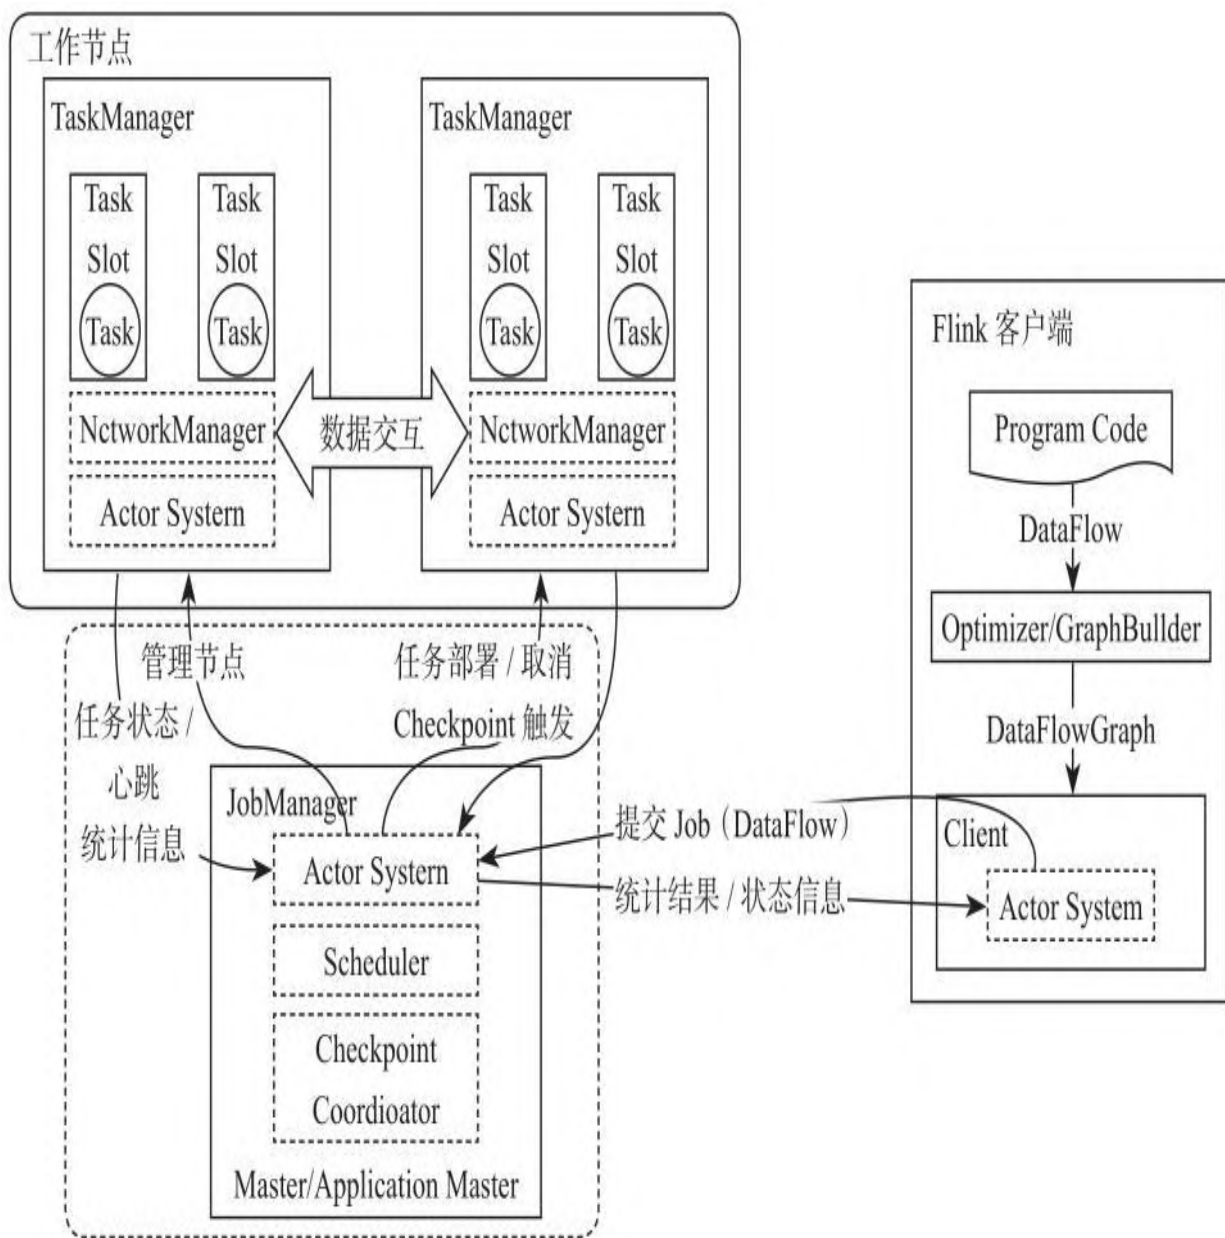 工作节点
TaskManager
Task
Slot
Task
Task
Slot
Task
NctworkManager
Actor Systern
数据交互
TaskManager
Task
Slot
Task
Task
Slot
Task
NctworkManager
Actor Systern
管理节点
任务状态 /
心跳
统计信息
任务部署 / 取消
Checkpoint 触发
JobManager
Actor Systern
Scheduler
Checkpoint
Coordioator
Master/Application Master
提交 Job（DataFlow）
统计结果 / 状态信息
Flink 客户端
Program Code
DataFlow
Optimizer/GraphBullder
DataFlowGraph
Client
Actor System